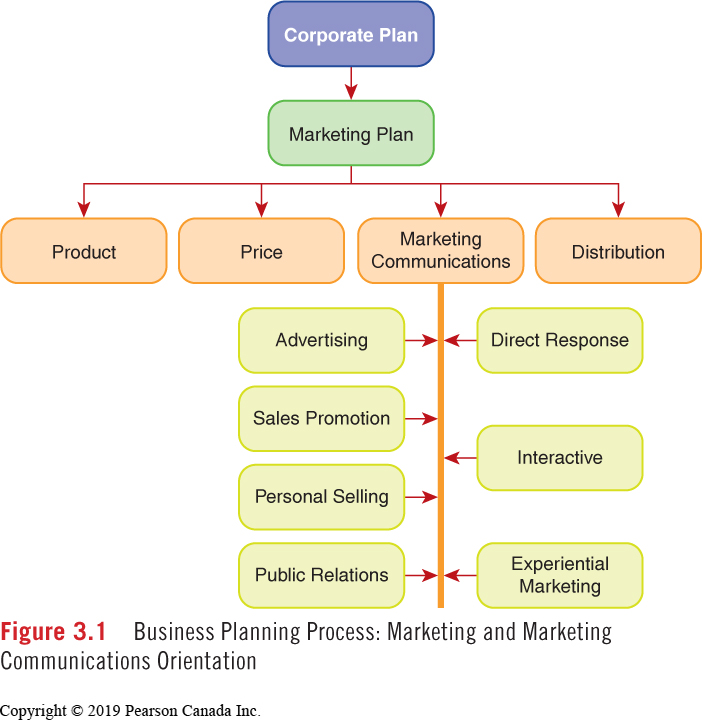 Corporate Plan
Marketing Plan
Product
Price
Marketing
Communications
Distribution
Advertising
Direct Response
Sales Promotion
Interactive
Personal Selling
Public Relations
Experiential
Marketing
Figure 3.1 Business Planning Process: Marketing and Marketing
Communications Orientation
Copyright © 2019 Pearson Canada Inc.